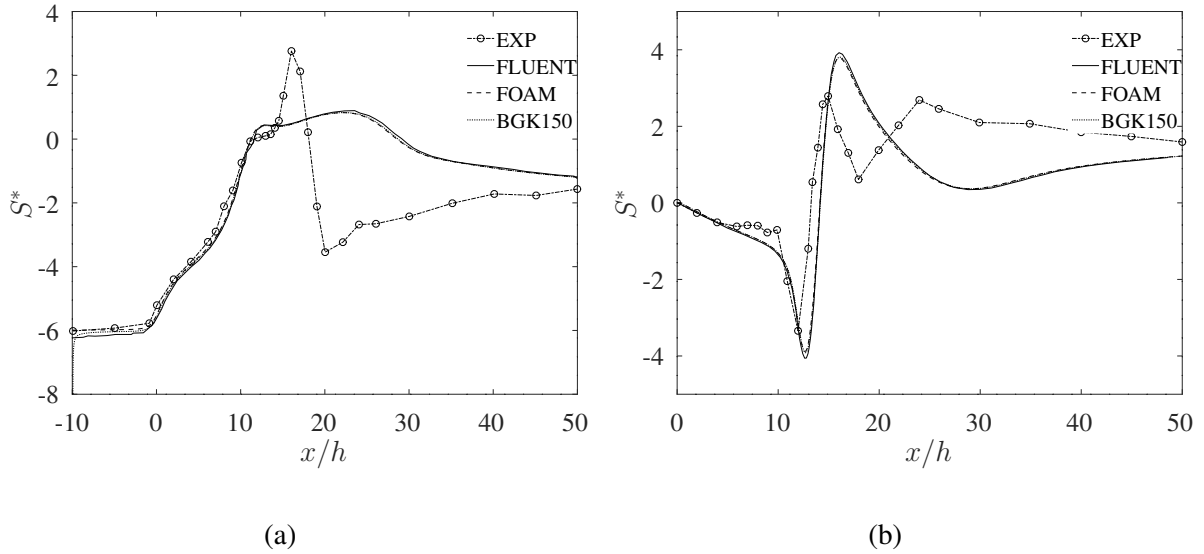 4
2
0
-2
-4
-6
-8
S*
-10 0 10 20 30 40 50
x/h
EXP
FLUENT
FOAM
BGK150
(a)
4
2
0
-2
-4
S*
0 10 20 30 40 50
x/h
EXP
FLUENT
FOAM
BGK150
(b)